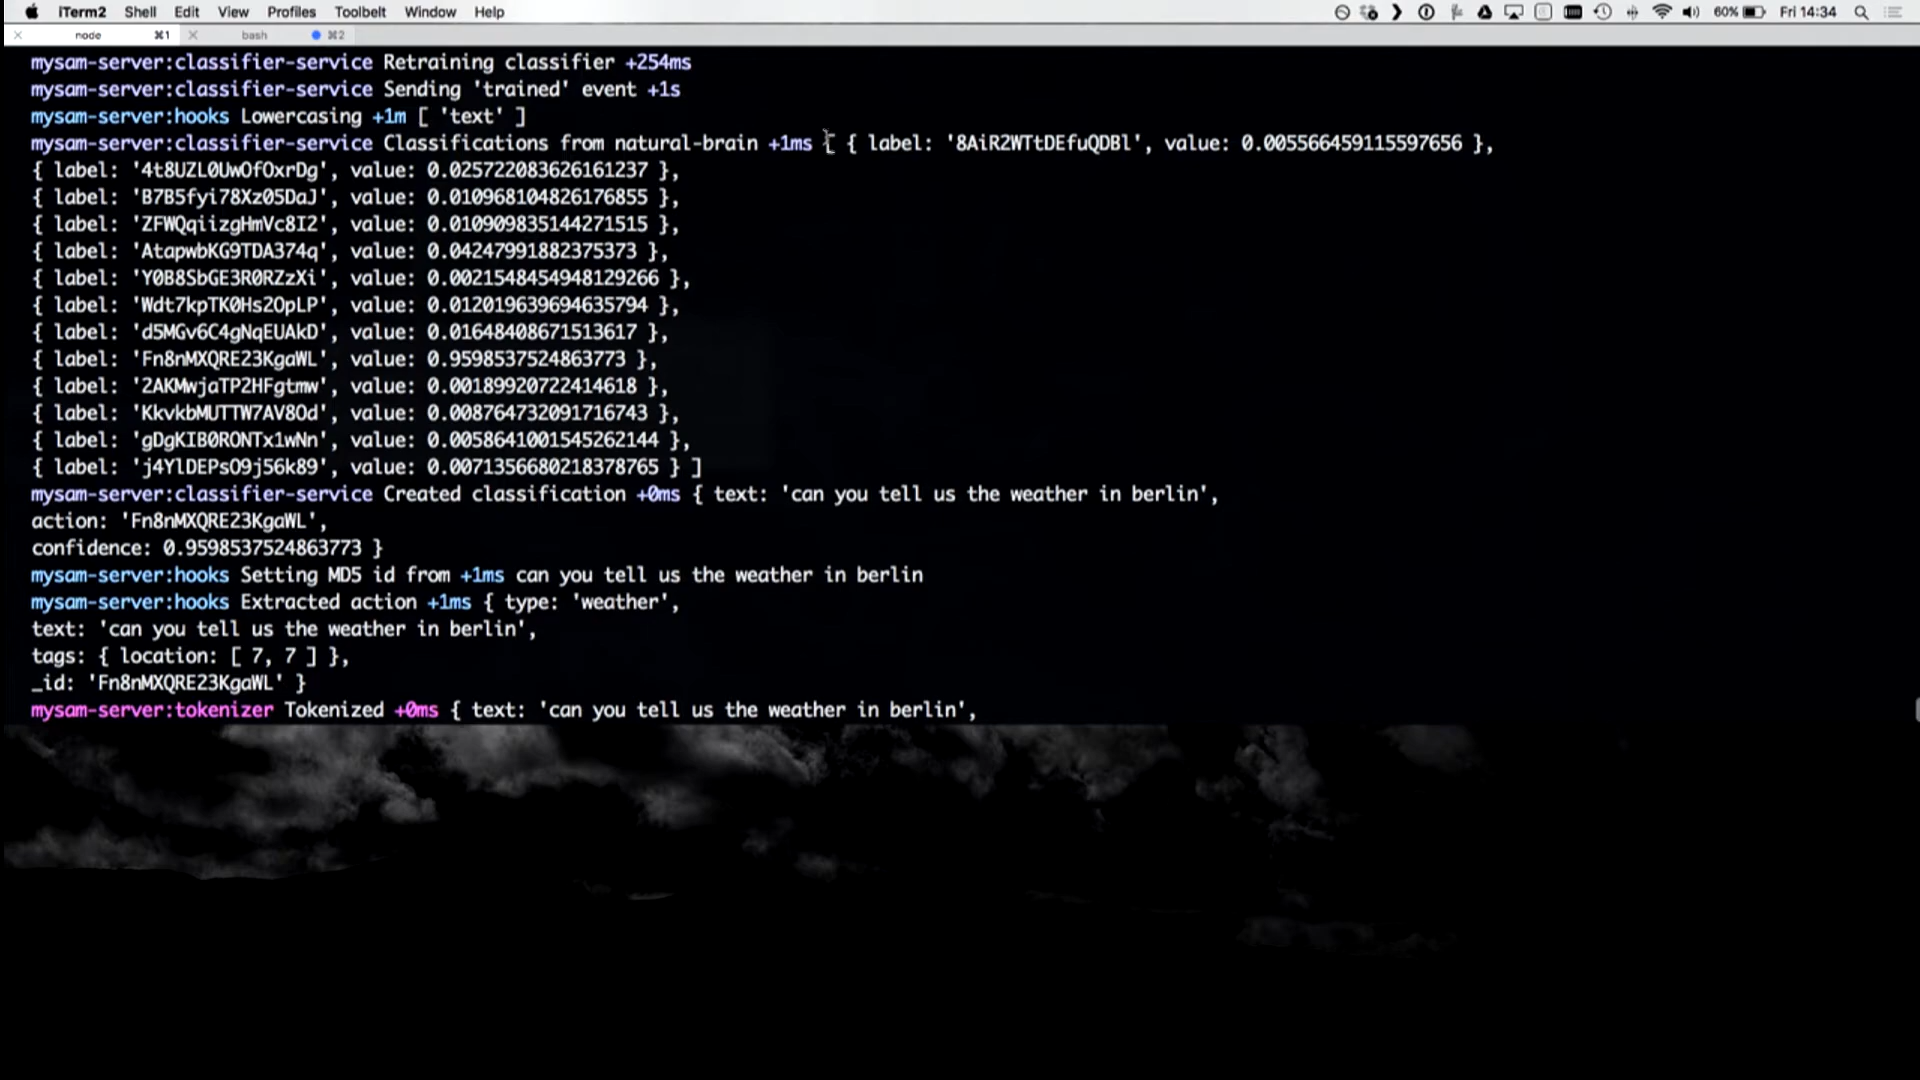 iTerm2 Shell Edit View Profiles Toolbelt Window Help 60% Fri 14:34
node ⌘1 bash ⌘2
mysam-server:classifier-service Retraining classifier +254ms
mysam-server:classifier-service Sending 'trained' event +1s
mysam-server:hooks Lowercasing +1m [ 'text' ]
mysam-server:classifier-service Classifications from natural-brain +1ms [ { label: '8AiR2WTtDEfuQDBl', value: 0.005566459115597656 },
{ label: '4t8UZL0UwOfOxrDg', value: 0.025722083626161237 },
{ label: 'B7B5fyi78Xz05DaJ', value: 0.010968104826176855 },
{ label: 'ZFWQqiizgHmVc8I2', value: 0.010909835144271515 },
{ label: 'AtapwbKG9TDA374q', value: 0.04247991882375373 },
{ label: 'Y0B8SbGE3R0RZzXi', value: 0.002154845494812926​6 },
{ label: 'Wdt7kpTK0Hs2OpLP', value: 0.012019639694635794 },
{ label: 'd5MGv6C4gNqEUAkD', value: 0.01648408671513617 },
{ label: 'Fn8nMXQRE23KgaWL', value: 0.9598537524863773 },
{ label: '2AKMwjaTP2HFgtmw', value: 0.00189920722414618 },
{ label: 'KkvkbMUTTW7AV8Od', value: 0.008764732091716743 },
{ label: 'gDgKIB0RONTx1wNn', value: 0.005864100154526​2144 },
{ label: 'j4YlDEPsO9j56k89', value: 0.0071356680218378765 } ]
mysam-server:classifier-service Created classification +0ms { text: 'can you tell us the weather in berlin',
action: 'Fn8nMXQRE23KgaWL',
confidence: 0.9598537524863773 }
mysam-server:hooks Setting MD5 id from +1ms can you tell us the weather in berlin
mysam-server:hooks Extracted action +1ms { type: 'weather',
text: 'can you tell us the weather in berlin',
tags: { location: [ 7, 7 ] },
_id: 'Fn8nMXQRE23KgaWL' }
mysam-server:tokenizer Tokenized +0ms { text: 'can you tell us the weather in berlin',